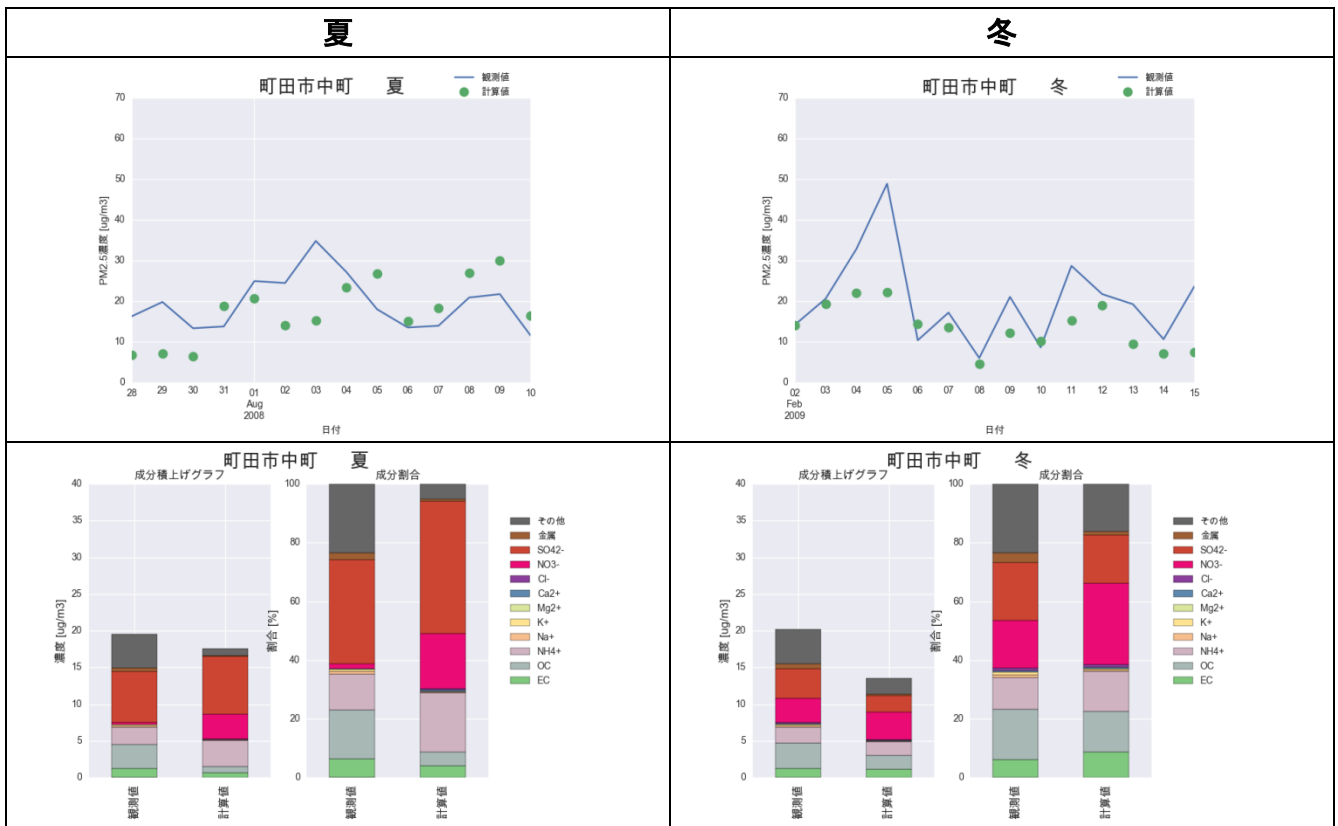 夏
冬
町田市中町 夏
観測値
計算値
70
60
50
40
30
20
10
0
PM2.5濃度 [ug/m3]
28 29 30 31 01 02 03 04 05 06 07 08 09 10
Aug
2008
日付
町田市中町 冬
観測値
計算値
70
60
50
40
30
20
10
0
PM2.5濃度 [ug/m3]
02 03 04 05 06 07 08 09 10 11 12 13 14 15
Feb
2009
日付
町田市中町 夏
成分積上げグラフ
成分割合
40
35
30
25
20
15
10
5
0
濃度 [ug/m3]
観測値
計算値
100
80
60
40
20
0
割合 [%]
観測値
計算値
その他
金属
SO42-
NO3-
Cl-
Ca2+
Mg2+
K+
Na+
NH4+
OC
EC
町田市中町 冬
成分積上げグラフ
成分割合
40
35
30
25
20
15
10
5
0
濃度 [ug/m3]
観測値
計算値
100
80
60
40
20
0
割合 [%]
観測値
計算値
その他
金属
SO42-
NO3-
Cl-
Ca2+
Mg2+
K+
Na+
NH4+
OC
EC